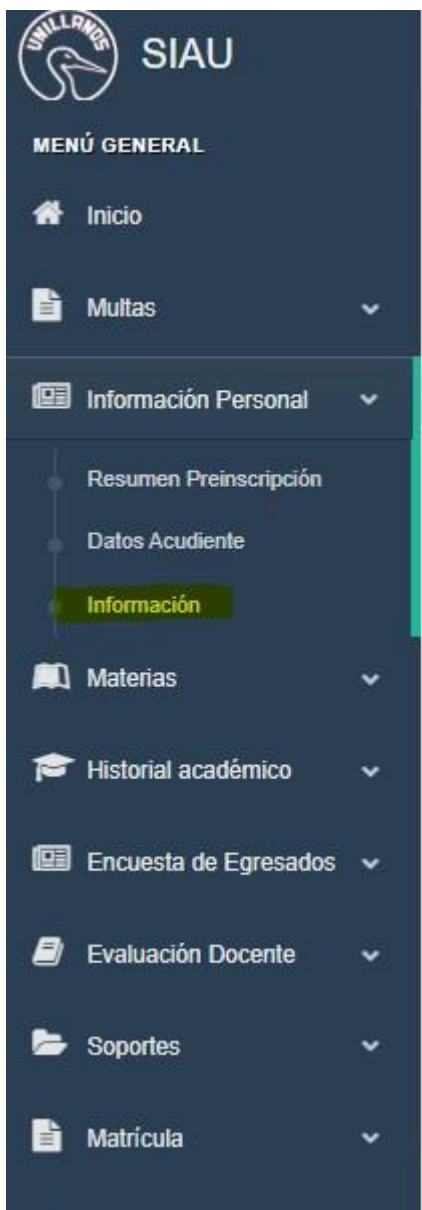 UNILLANOS
SIAU
MENÚ GENERAL
Inicio
Multas
Información Personal
Resumen Preinscripción
Datos Acudiente
Información
Materias
Historial académico
Encuesta de Egresados
Evaluación Docente
Soportes
Matrícula